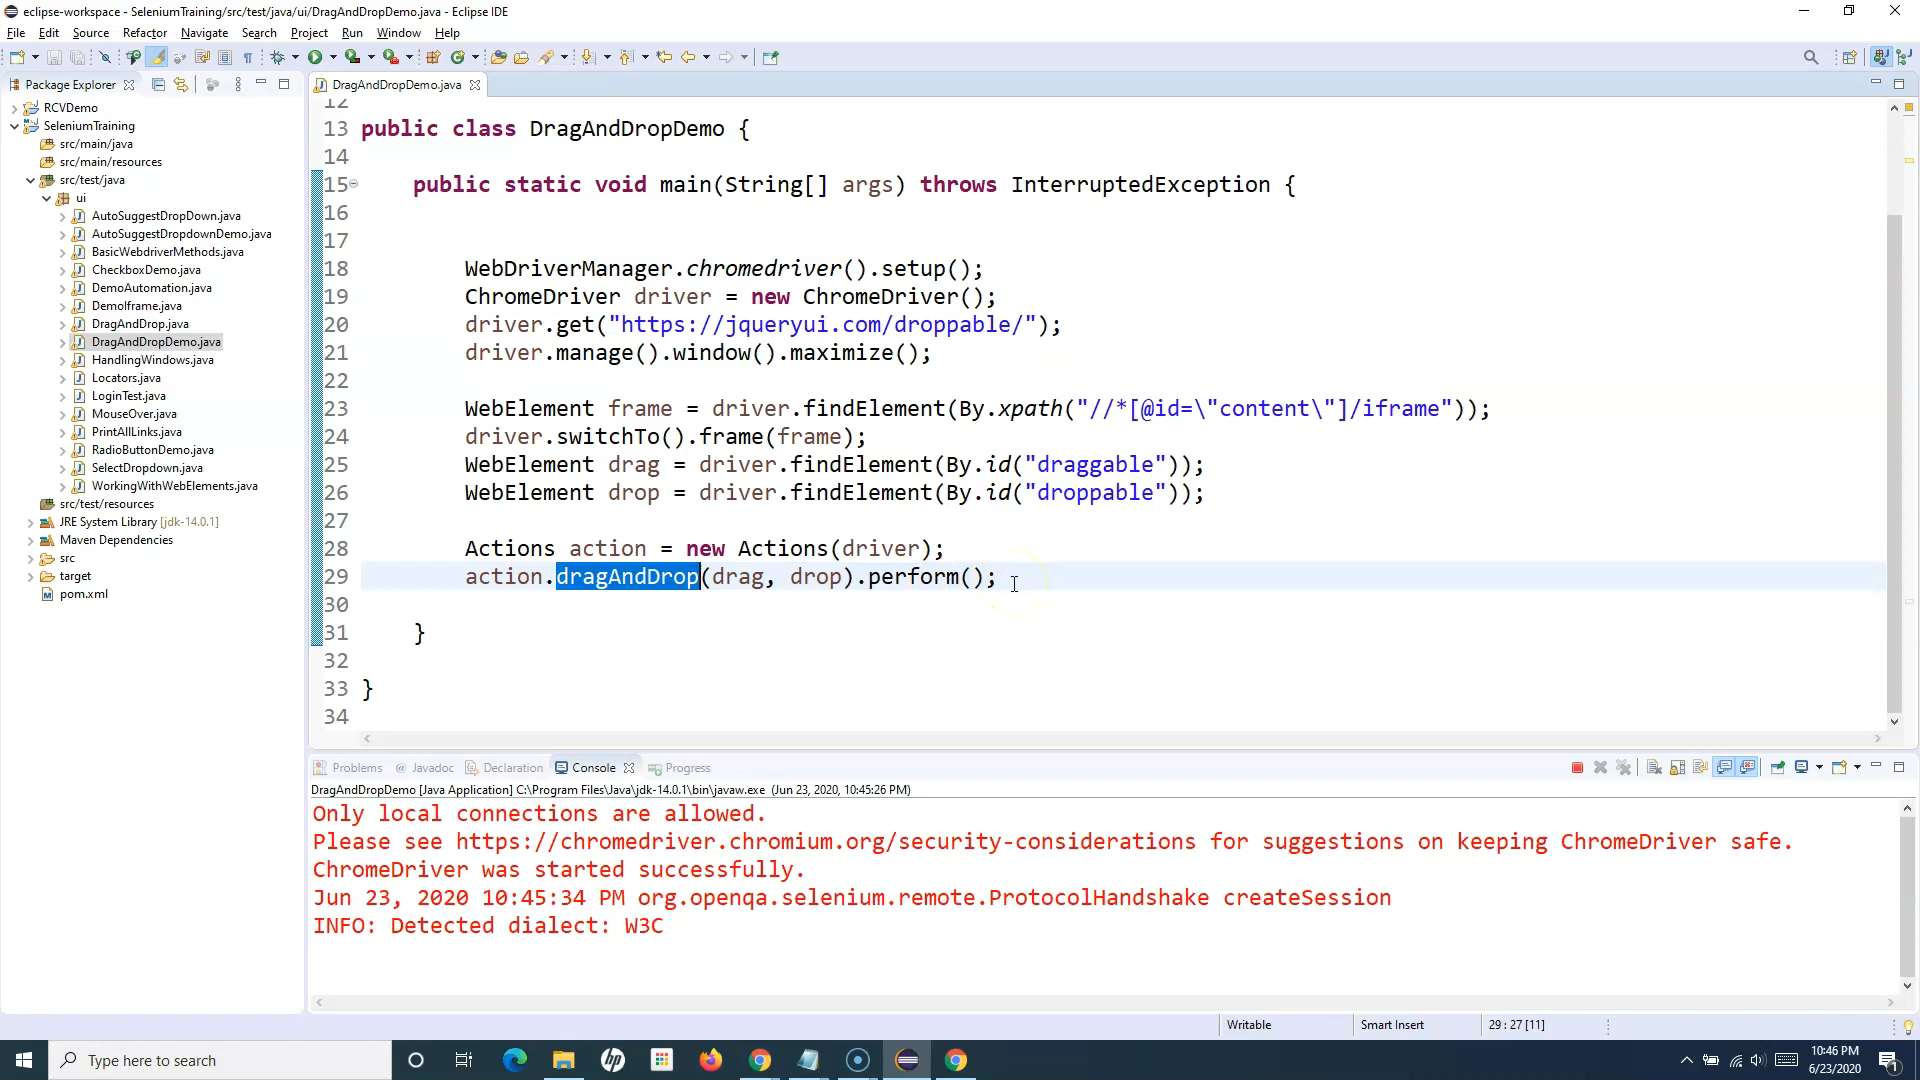 eclipse-workspace - SeleniumTraining/src/test/java/ui/DragAndDropDemo.java - Eclipse IDE
File Edit Source Refactor Navigate Search Project Run Window Help
Package Explorer
RCVDemo
SeleniumTraining
src/main/java
src/main/resources
src/test/java
ui
AutoSuggestDropDown.java
AutoSuggestDropdownDemo.java
BasicWebdriverMethods.java
CheckboxDemo.java
DemoAutomation.java
DemoIframe.java
DragAndDrop.java
DragAndDropDemo.java
HandlingWindows.java
Locators.java
LoginTest.java
MouseOver.java
PrintAllLinks.java
RadioButtonDemo.java
SelectDropdown.java
WorkingWithWebElements.java
src/test/resources
JRE System Library [jdk-14.0.1]
Maven Dependencies
src
target
pom.xml
DragAndDropDemo.java
12
13 public class DragAndDropDemo {
14
15 public static void main(String[] args) throws InterruptedException {
16
17
18 WebDriverManager.chromedriver().setup();
19 ChromeDriver driver = new ChromeDriver();
20 driver.get("https://jqueryui.com/droppable/");
21 driver.manage().window().maximize();
22
23 WebElement frame = driver.findElement(By.xpath("//*[@id=\"content\"]/iframe"));
24 driver.switchTo().frame(frame);
25 WebElement drag = driver.findElement(By.id("draggable"));
26 WebElement drop = driver.findElement(By.id("droppable"));
27
28 Actions action = new Actions(driver);
29 action.dragAndDrop(drag, drop).perform();
30
31 }
32
33 }
34
Problems @ Javadoc Declaration Console Progress
DragAndDropDemo [Java Application] C:\Program Files\Java\jdk-14.0.1\bin\javaw.exe (Jun 23, 2020, 10:45:26 PM)
Only local connections are allowed.
Please see https://chromedriver.chromium.org/security-considerations for suggestions on keeping ChromeDriver safe.
ChromeDriver was started successfully.
Jun 23, 2020 10:45:34 PM org.openqa.selenium.remote.ProtocolHandshake createSession
INFO: Detected dialect: W3C
Writable Smart Insert 29 : 27 [11]
Type here to search
hp
10:46 PM
6/23/2020
1